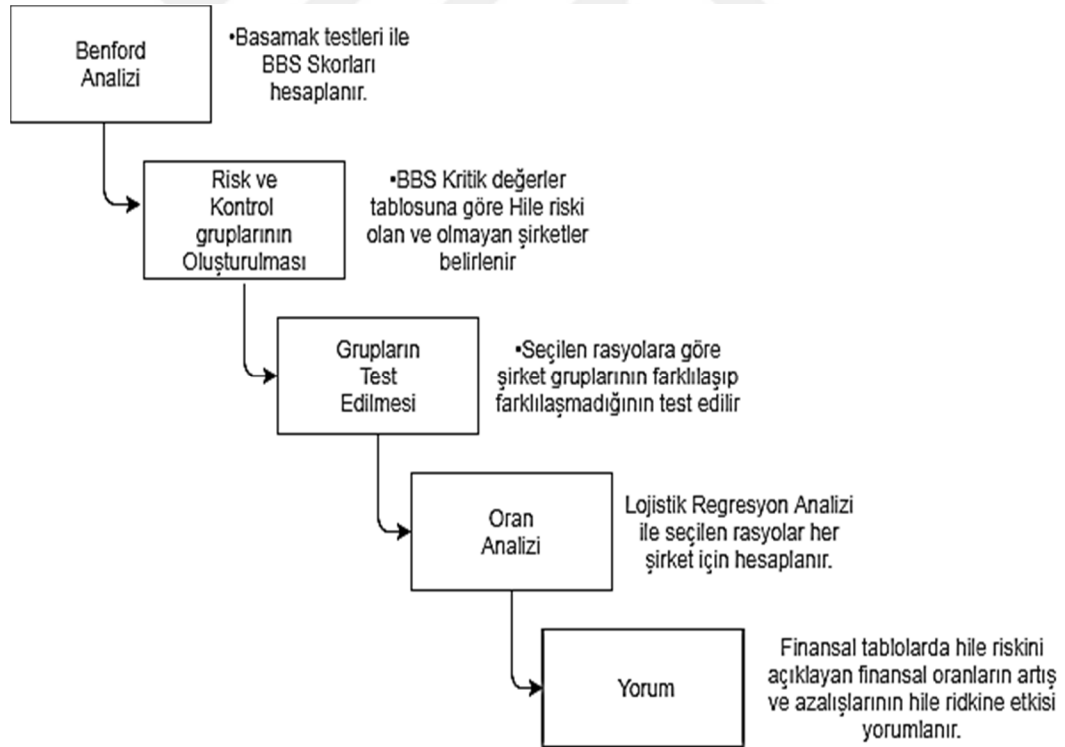 Benford
Analizi
•Basamak testleri ile
BBS Skorları
hesaplanır.
Risk ve
Kontrol
gruplarının
Oluşturulması
•BBS Kritik değerler
tablosuna göre Hile riski
olan ve olmayan şirketler
belirlenir
Grupların
Test
Edilmesi
•Seçilen rasyolara göre
şirket gruplarının farklılaşıp
farklılaşmadığının test edilir
Oran
Analizi
Lojistik Regresyon Analizi
ile seçilen rasyolar her
şirket için hesaplanır.
Yorum
Finansal tablolarda hile riskini
açıklayan finansal oranların artış
ve azalışlarının hile ridkine etkisi
yorumlanır.